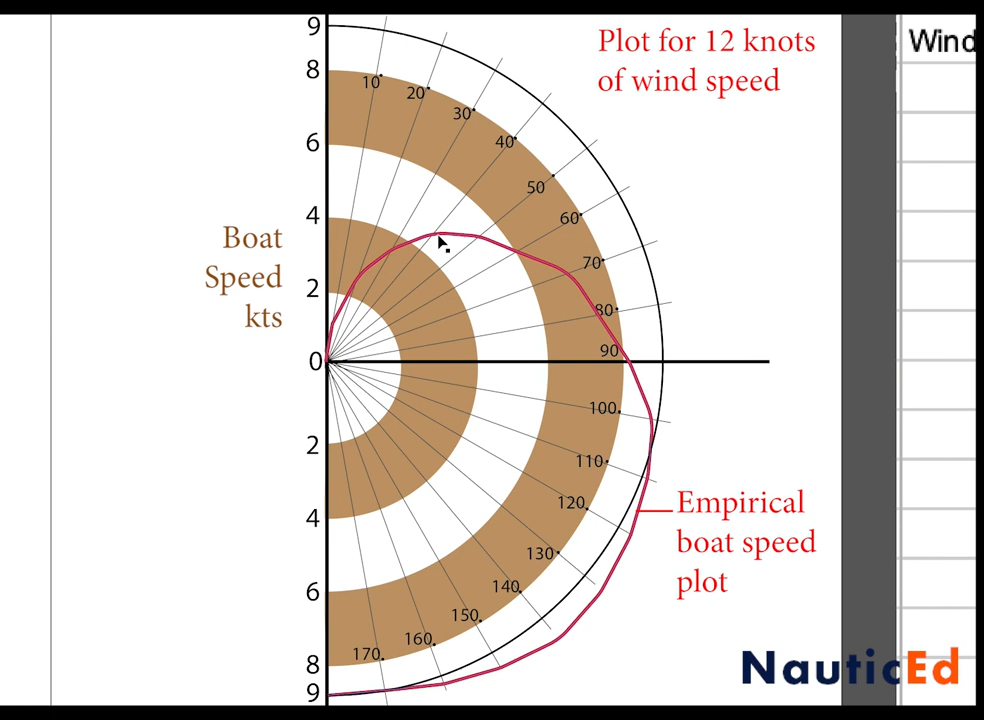 Plot for 12 knots
of wind speed
Wind
9
8
6
4
2
0
2
4
6
8
9
10
20
30
40
50
60
70
80
90
100
110
120
130
140
150
160
170
Boat
Speed
kts
Empirical
boat speed
plot
NauticEd